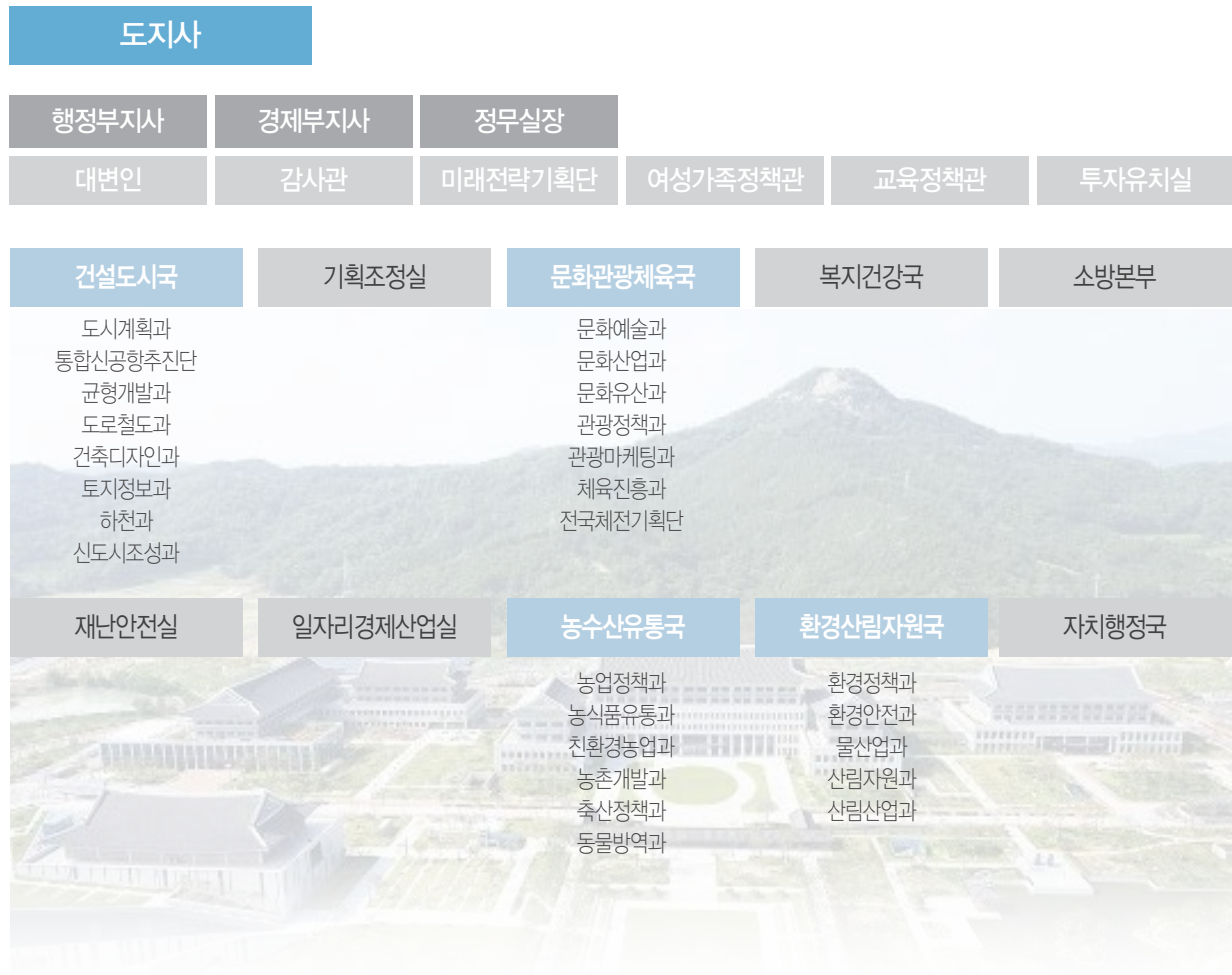 도지사
행정부지사 경제부지사 정무실장
대변인 감사관 미래전략기획단 여성가족정책관 교육정책관 투자유치실
건설도시국 기획조정실 문화관광체육국 복지건강국 소방본부
도시계획과 문화예술과
통합신공항추진단 문화산업과
균형개발과 문화유산과
도로철도과 관광정책과
건축디자인과 관광마케팅과
토지정보과 체육진흥과
하천과 전국체전기획단
신도시조성과
재난안전실 일자리경제산업실 농수산유통국 환경산림자원국 자치행정국
농업정책과 환경정책과
농식품유통과 환경안전과
친환경농업과 물산업과
농촌개발과 산림자원과
축산정책과 산림산업과
동물방역과